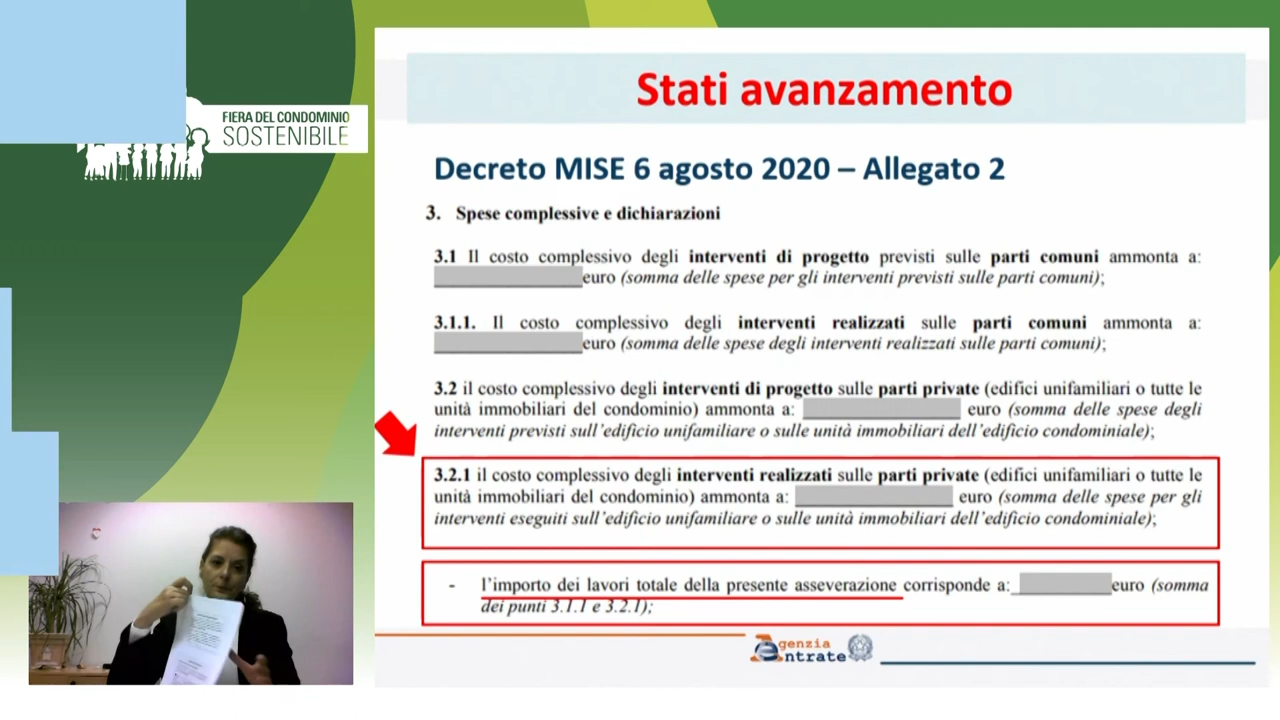 FIERA DEL CONDOMINIO
SOSTENIBILE
Stati avanzamento
Decreto MISE 6 agosto 2020 – Allegato 2
3. Spese complessive e dichiarazioni
3.1 Il costo complessivo degli interventi di progetto previsti sulle parti comuni ammonta a:
euro (somma delle spese per gli interventi previsti sulle parti comuni);
3.1.1. Il costo complessivo degli interventi realizzati sulle parti comuni ammonta a:
euro (somma delle spese degli interventi realizzati sulle parti comuni);
3.2 il costo complessivo degli interventi di progetto sulle parti private (edifici unifamiliari o tutte le
unità immobiliari del condominio) ammonta a: euro (somma delle spese degli
interventi previsti sull'edificio unifamiliare o sulle unità immobiliari dell'edificio condominiale);
3.2.1 il costo complessivo degli interventi realizzati sulle parti private (edifici unifamiliari o tutte le
unità immobiliari del condominio) ammonta a: euro (somma delle spese per gli
interventi eseguiti sull'edificio unifamiliare o sulle unità immobiliari dell'edificio condominiale);
- l'importo dei lavori totale della presente asseverazione corrisponde a: euro (somma
dei punti 3.1.1 e 3.2.1);
genzia
ntrate